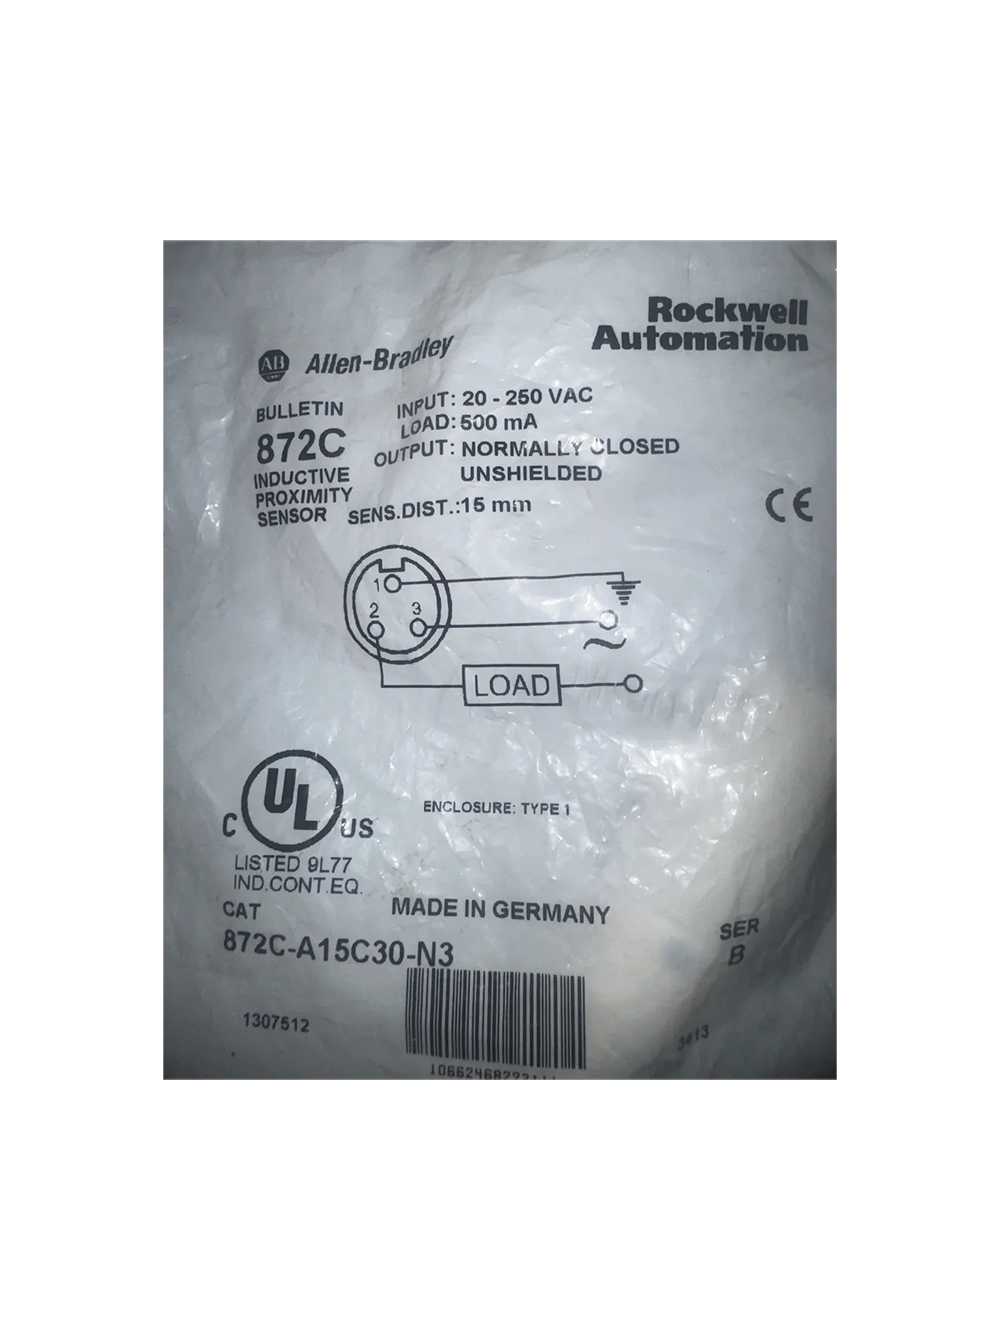 Rockwell
Automation
AB Allen-Bradley
BULLETIN
872C
INDUCTIVE
PROXIMITY
SENSOR
INPUT: 20 - 250 VAC
LOAD: 500 mA
OUTPUT: NORMALLY CLOSED
UNSHIELDED
SENS.DIST.:15 mm
CE
1
2 3
LOAD
C UL US
LISTED 9L77
IND.CONT.EQ.
ENCLOSURE: TYPE 1
MADE IN GERMANY
CAT
872C-A15C30-N3
SER
B
1307512